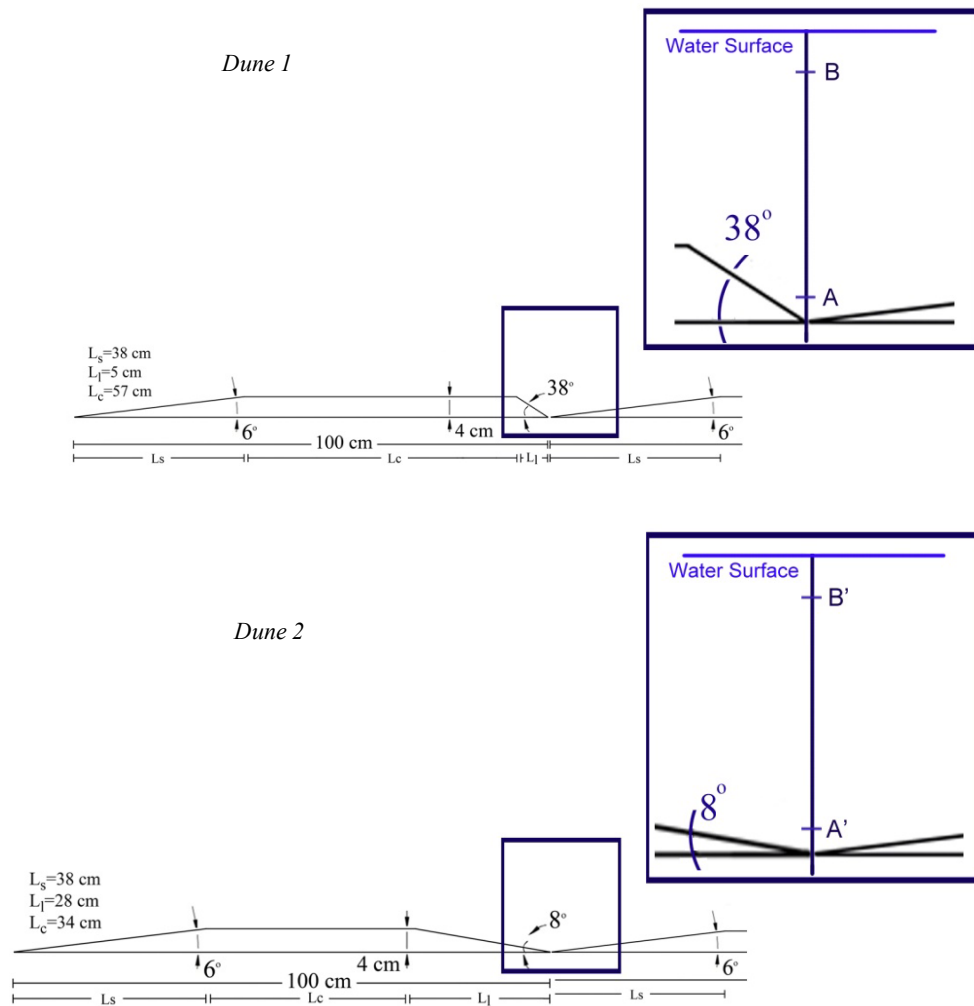 Dune 1
Water Surface
B
38°
A
Ls=38 cm
Ll=5 cm
Lc=57 cm
38°
6°
4 cm
6°
100 cm
Ls
Lc
Ll
Ls
Dune 2
Water Surface
B'
8°
A'
Ls=38 cm
Ll=28 cm
Lc=34 cm
8°
6°
4 cm
6°
100 cm
Ls
Lc
Ll
Ls